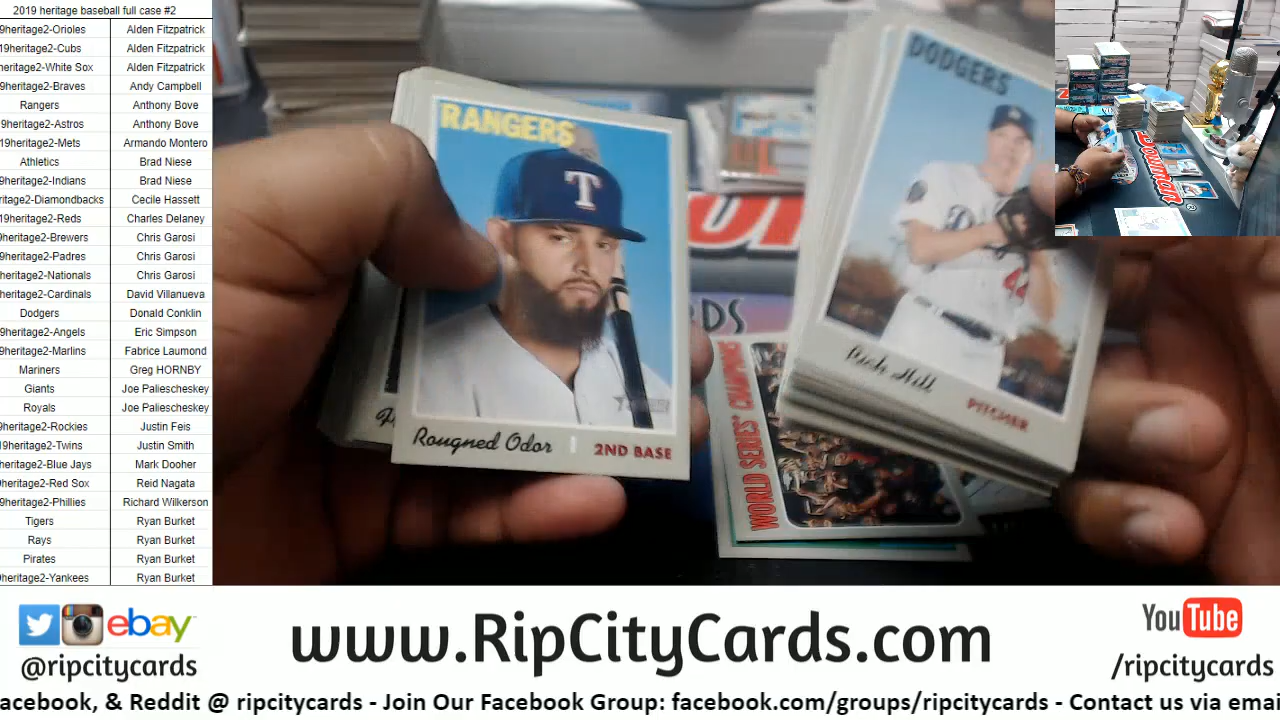 2019 heritage baseball full case #2
9heritage2-Orioles Alden Fitzpatrick
19heritage2-Cubs Alden Fitzpatrick
heritage2-White Sox Alden Fitzpatrick
9heritage2-Braves Andy Campbell
Rangers Anthony Bove
9heritage2-Astros Anthony Bove
19heritage2-Mets Armando Montero
Athletics Brad Niese
9heritage2-Indians Brad Niese
ritage2-Diamondbacks Cecile Hassett
19heritage2-Reds Charles Delaney
heritage2-Brewers Chris Garosi
9heritage2-Padres Chris Garosi
heritage2-Nationals Chris Garosi
heritage2-Cardinals David Villanueva
Dodgers Donald Conklin
9heritage2-Angels Eric Simpson
9heritage2-Marlins Fabrice Laumond
Mariners Greg HORNBY
Giants Joe Paliescheskey
Royals Joe Paliescheskey
9heritage2-Rockies Justin Feis
19heritage2-Twins Justin Smith
heritage2-Blue Jays Mark Dooher
9heritage2-Red Sox Reid Nagata
9heritage2-Phillies Richard Wilkerson
Tigers Ryan Burket
Rays Ryan Burket
Pirates Ryan Burket
9heritage2-Yankees Ryan Burket
RANGERS
T
Rougned Odor
2ND BASE
DODGERS
44
Rich Hill
PITCHER
WORLD SERIES CHAMPS
Bowman
ebay
@ripcitycards
www.RipCityCards.com
YouTube
/ripcitycards
acebook, & Reddit @ ripcitycards - Join Our Facebook Group: facebook.com/groups/ripcitycards - Contact us via emai